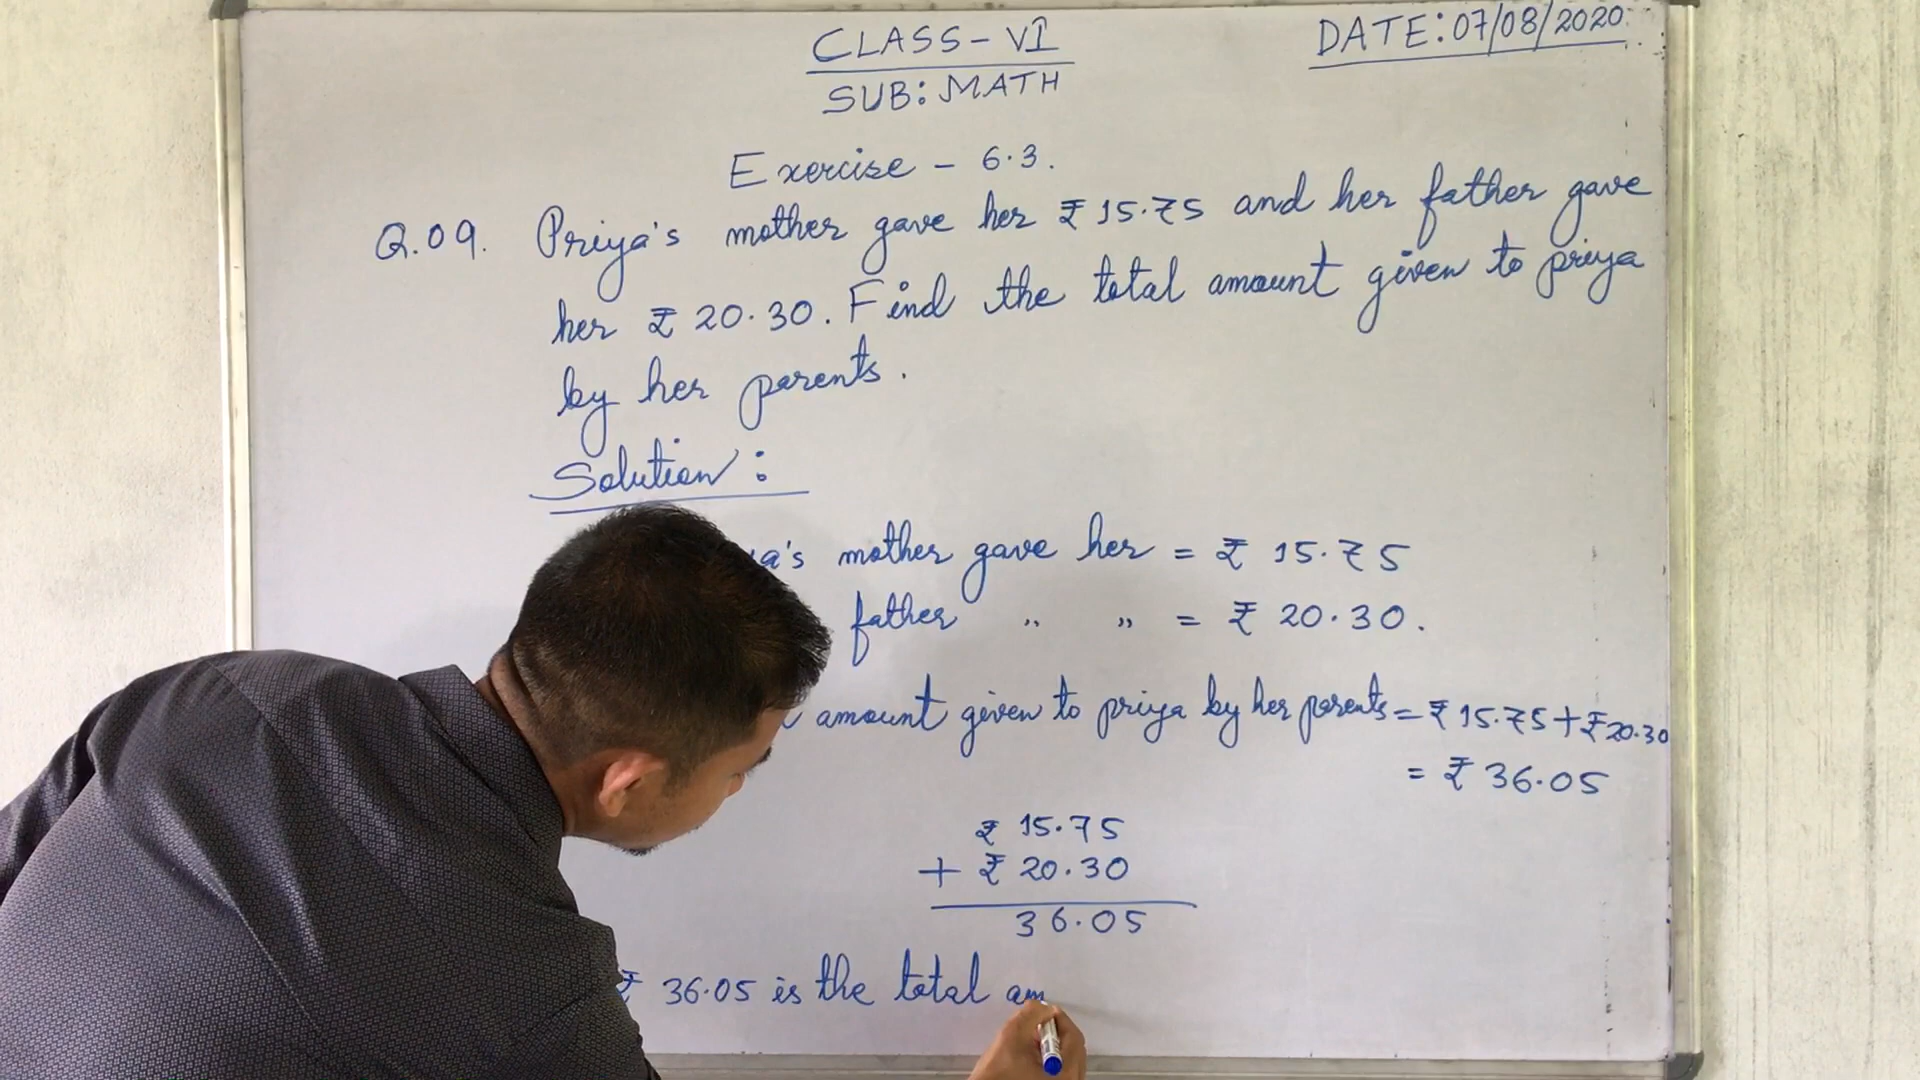 CLASS-VI
DATE: 07/08/2020
SUB: MATH
Exercise - 6.3.
Q.09. Priya's mother gave her ₹ 15.75 and her father gave
her ₹ 20.30. Find the total amount given to priya
by her parents.
Solution:
mother gave her = ₹ 15.75
father " " = ₹ 20.30.
amount given to priya by her parents = ₹ 15.75 + ₹ 20.30
= ₹ 36.05
₹ 15.75
+ ₹ 20.30
36.05
₹ 36.05 is the total am